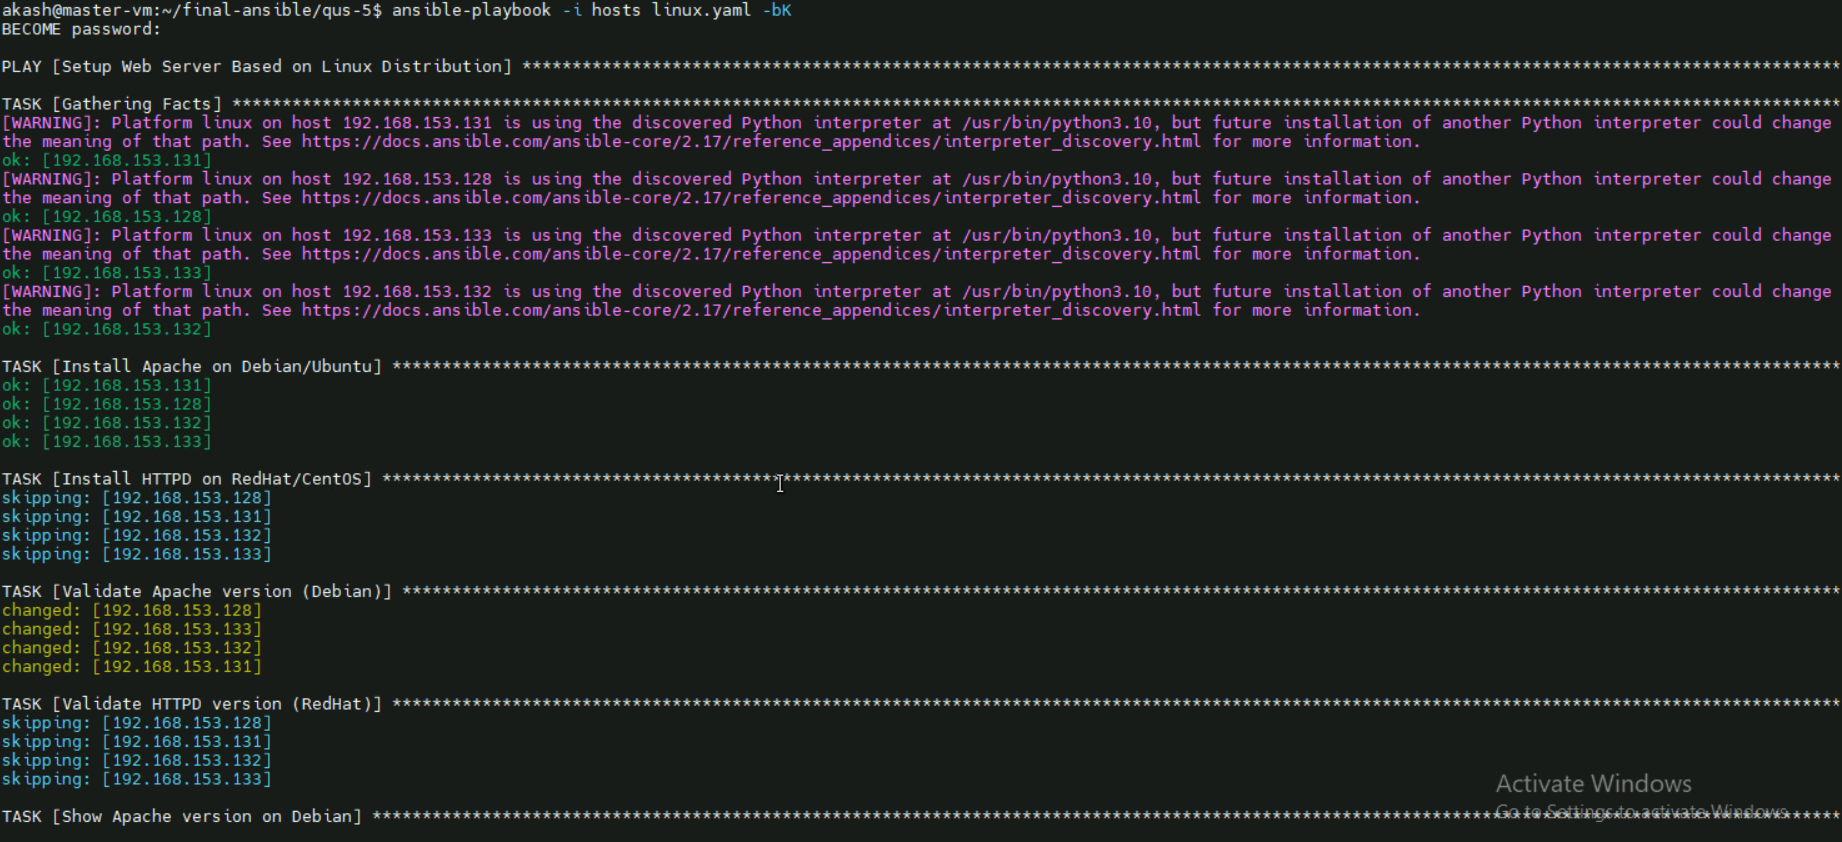 akash@master-vm:~/final-ansible/qus-5$ ansible-playbook -i hosts linux.yaml -bK
BECOME password:
PLAY [Setup Web Server Based on Linux Distribution] ************************************************************************************************************************************
TASK [Gathering Facts] *****************************************************************************************************************************************************************
[WARNING]: Platform linux on host 192.168.153.131 is using the discovered Python interpreter at /usr/bin/python3.10, but future installation of another Python interpreter could change
the meaning of that path. See https://docs.ansible.com/ansible-core/2.17/reference_appendices/interpreter_discovery.html for more information.
ok: [192.168.153.131]
[WARNING]: Platform linux on host 192.168.153.128 is using the discovered Python interpreter at /usr/bin/python3.10, but future installation of another Python interpreter could change
the meaning of that path. See https://docs.ansible.com/ansible-core/2.17/reference_appendices/interpreter_discovery.html for more information.
ok: [192.168.153.128]
[WARNING]: Platform linux on host 192.168.153.133 is using the discovered Python interpreter at /usr/bin/python3.10, but future installation of another Python interpreter could change
the meaning of that path. See https://docs.ansible.com/ansible-core/2.17/reference_appendices/interpreter_discovery.html for more information.
ok: [192.168.153.133]
[WARNING]: Platform linux on host 192.168.153.132 is using the discovered Python interpreter at /usr/bin/python3.10, but future installation of another Python interpreter could change
the meaning of that path. See https://docs.ansible.com/ansible-core/2.17/reference_appendices/interpreter_discovery.html for more information.
ok: [192.168.153.132]
TASK [Install Apache on Debian/Ubuntu] *************************************************************************************************************************************************
ok: [192.168.153.131]
ok: [192.168.153.128]
ok: [192.168.153.132]
ok: [192.168.153.133]
TASK [Install HTTPD on RedHat/CentOS] **************************************************************************************************************************************************
skipping: [192.168.153.128]
skipping: [192.168.153.131]
skipping: [192.168.153.132]
skipping: [192.168.153.133]
TASK [Validate Apache version (Debian)] ************************************************************************************************************************************************
changed: [192.168.153.128]
changed: [192.168.153.133]
changed: [192.168.153.132]
changed: [192.168.153.131]
TASK [Validate HTTPD version (RedHat)] *************************************************************************************************************************************************
skipping: [192.168.153.128]
skipping: [192.168.153.131]
skipping: [192.168.153.132]
skipping: [192.168.153.133]
Activate Windows
Go to Settings to activate Windows.
TASK [Show Apache version on Debian] ***************************************************************************************************************************************************